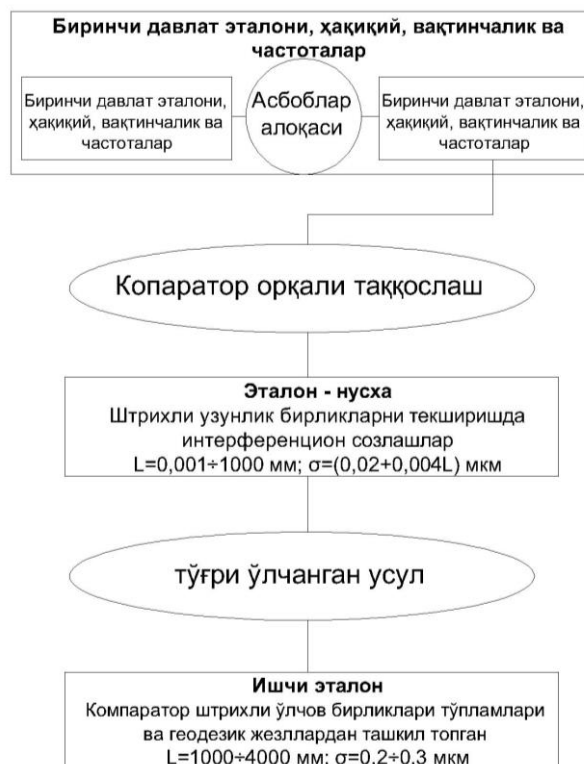 Биринчи давлат эталони, ҳақиқий, вақтинчалик ва
частоталар
Биринчи давлат эталони,
ҳақиқий, вақтинчалик ва
частоталар
Асбоблар
алоқаси
Биринчи давлат эталони,
ҳақиқий, вақтинчалик ва
частоталар
Копаратор орқали таққослаш
Эталон - нусха
Штрихли узунлик бирликларни текширишда
интерференцион созлашлар
L=0,001÷1000 мм; σ=(0,02+0,004L) мкм
тўғри ўлчанган усул
Ишчи эталон
Компаратор штрихли ўлчов бирликлари тўпламлари
ва геодезик жезллардан ташкил топган
L=1000÷4000 мм; σ=0,2÷0,3 мкм